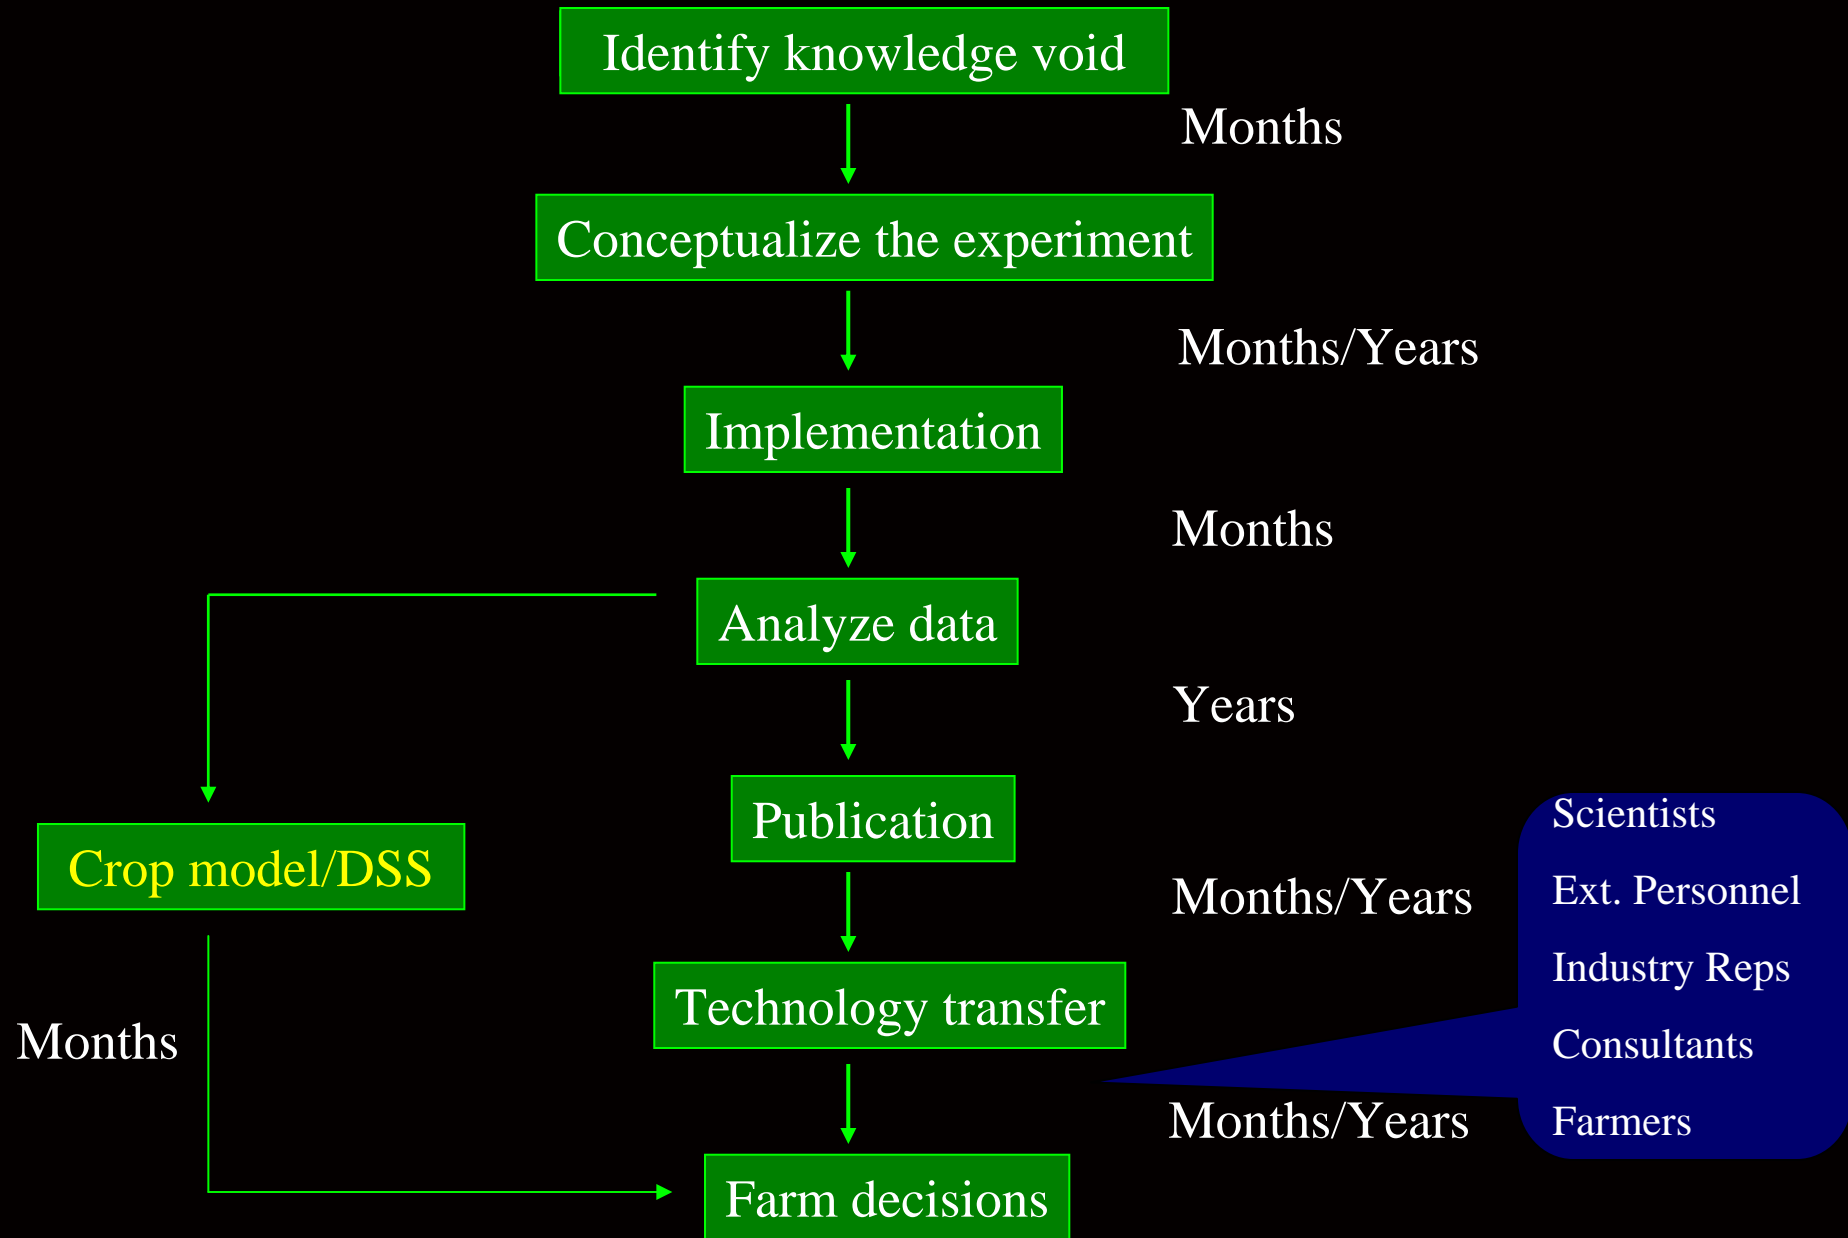 Identify knowledge void
Months
Conceptualize the experiment
Months/Years
Implementation
Months
Analyze data
Years
Publication
Crop model/DSS
Months/Years
Technology transfer
Months
Months/Years
Farm decisions
Scientists
Ext. Personnel
Industry Reps
Consultants
Farmers